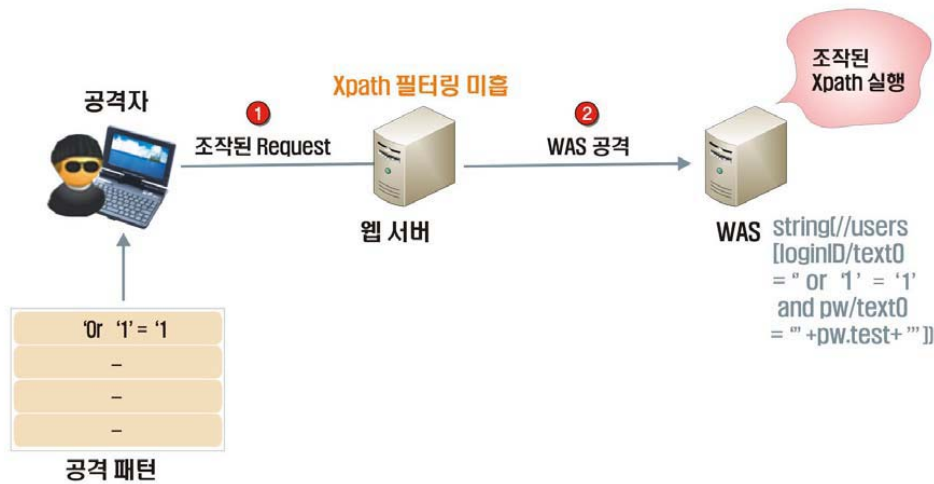 조작된
Xpath 실행
Xpath 필터링 미흡
공격자
1
조작된 Request
2
WAS 공격
웹 서버
WAS
string[//users
[loginID/text()
= '' or '1' = '1'
and pw/text()
= '"+pw.test+"']]
'Or '1' = '1
–
–
–
공격 패턴